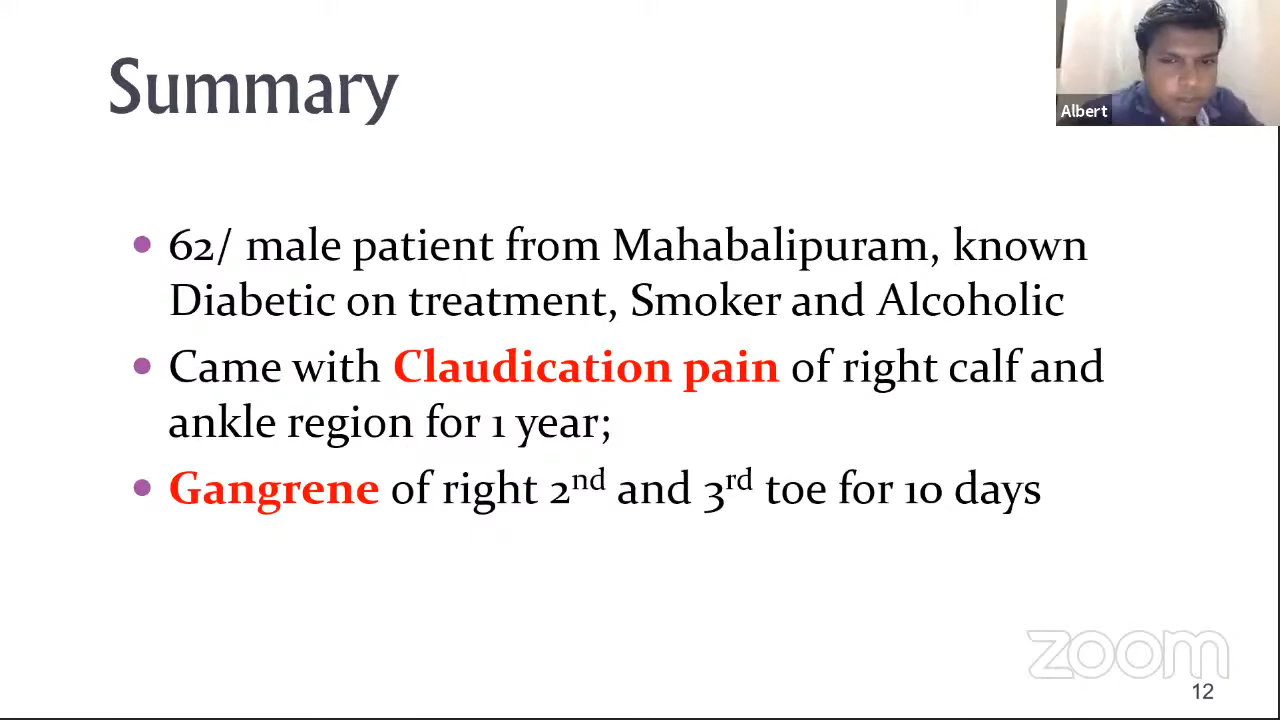 Summary
Albert
• 62/ male patient from Mahabalipuram, known
Diabetic on treatment, Smoker and Alcoholic
• Came with Claudication pain of right calf and
ankle region for 1 year;
• Gangrene of right 2nd and 3rd toe for 10 days
zoom
12